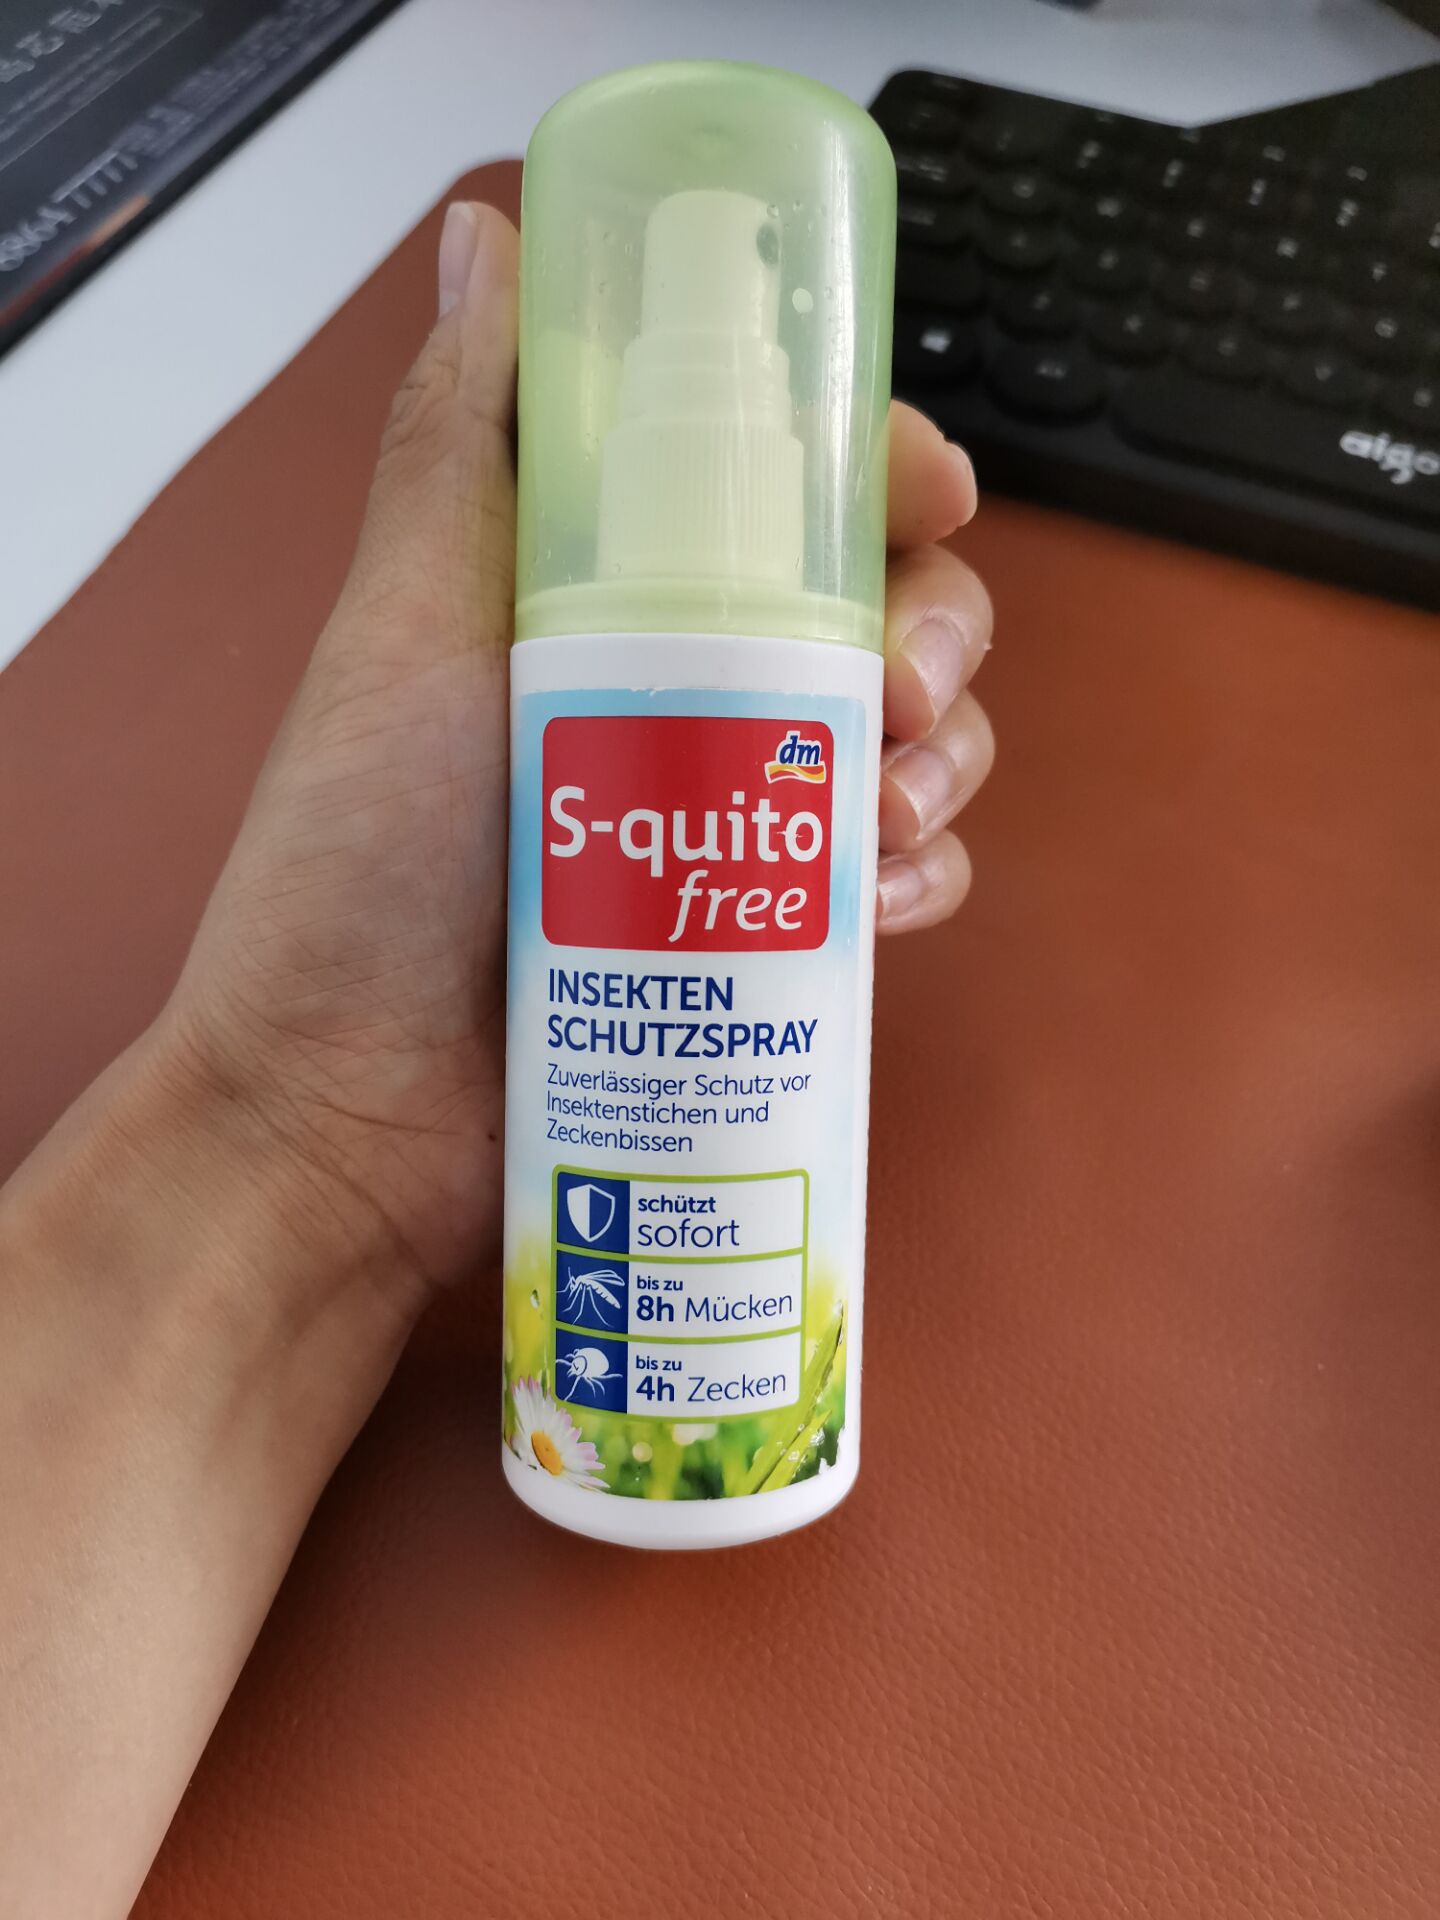 dm
S-quito
free
INSEKTEN
SCHUTZSPRAY
Zuverlässiger Schutz vor
Insektenstichen und
Zeckenbissen
schützt
sofort
bis zu
8h Mücken
bis zu
4h Zecken
aigo